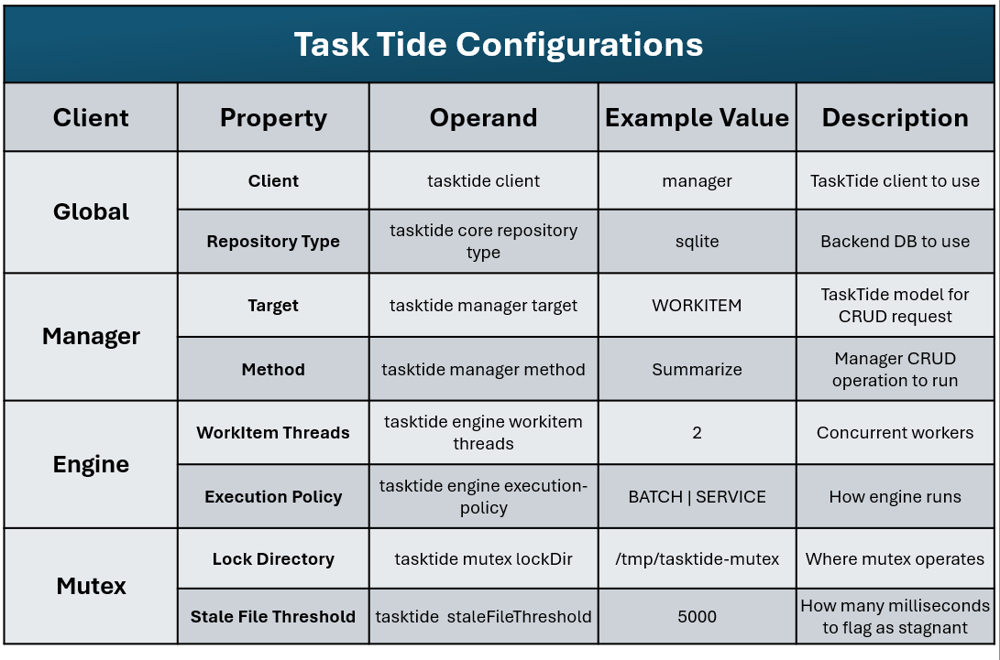 Task Tide Configurations
Client Property Operand Example Value Description
Global
Client tasktide client manager TaskTide client to use
Repository Type tasktide core repository
type sqlite Backend DB to use
Manager
Target tasktide manager target WORKITEM TaskTide model for
CRUD request
Method tasktide manager method Summarize Manager CRUD
operation to run
Engine
WorkItem Threads tasktide engine workitem
threads 2 Concurrent workers
Execution Policy tasktide engine execution-
policy BATCH | SERVICE How engine runs
Mutex
Lock Directory tasktide mutex lockDir /tmp/tasktide-mutex Where mutex operates
Stale File Threshold tasktide  staleFileThreshold 5000 How many milliseconds
to flag as stagnant